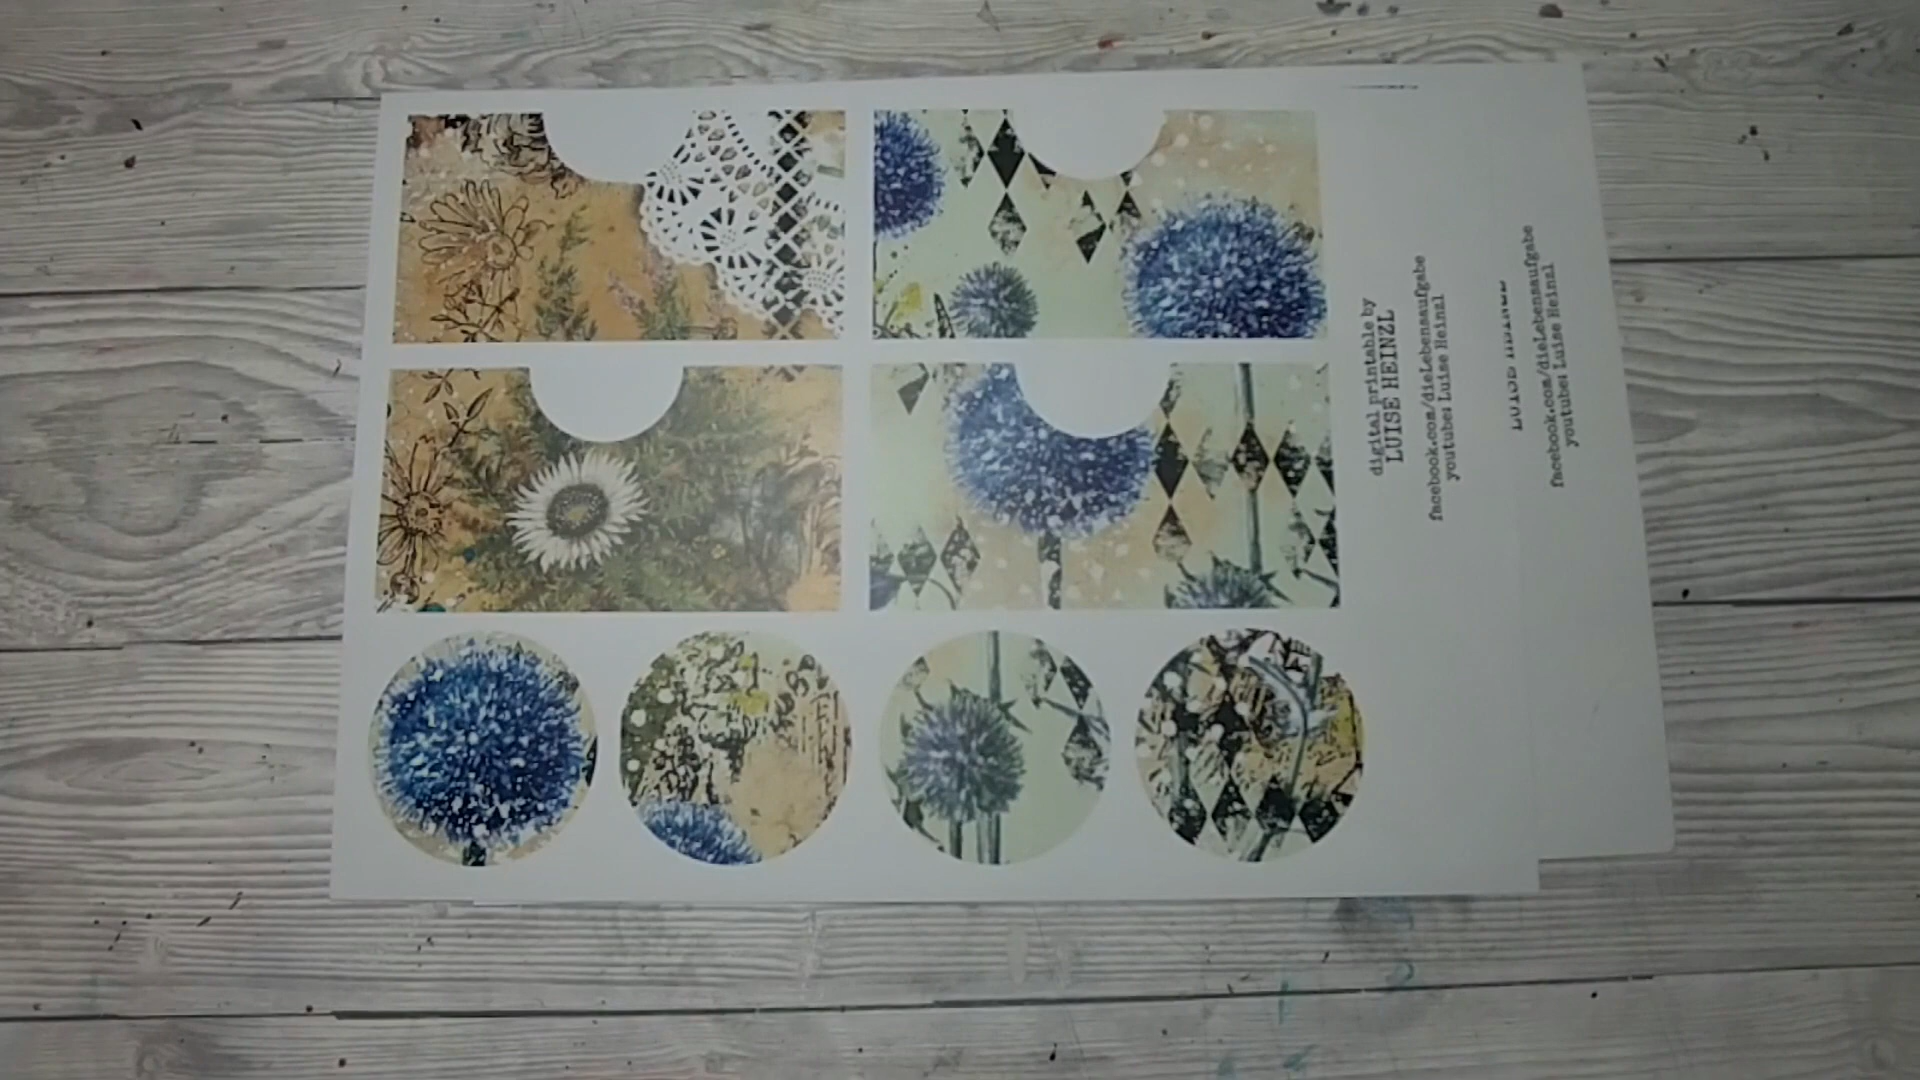 digital printable by
LUISE HEINZL
facebook.com/dieLebensaufgabe
youtube: Luise Heinzl
facebook.com/dieLebensaufgabe
youtube: Luise Heinzl